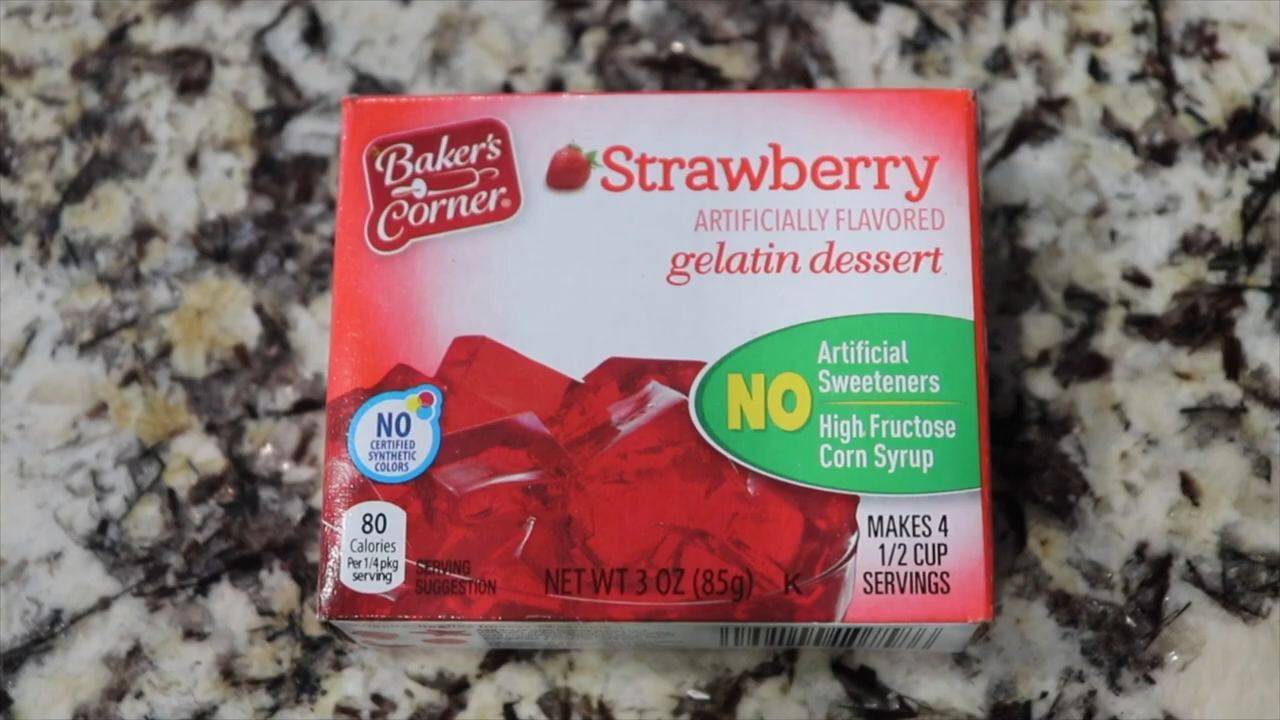 Baker's
Corner®
Strawberry
ARTIFICIALLY FLAVORED
gelatin dessert
NO
Artificial
Sweeteners
High Fructose
Corn Syrup
NO
CERTIFIED
SYNTHETIC
COLORS
80
Calories
Per 1/4 pkg
serving
SERVING
SUGGESTION
NET WT 3 OZ (85g) K
MAKES 4
1/2 CUP
SERVINGS